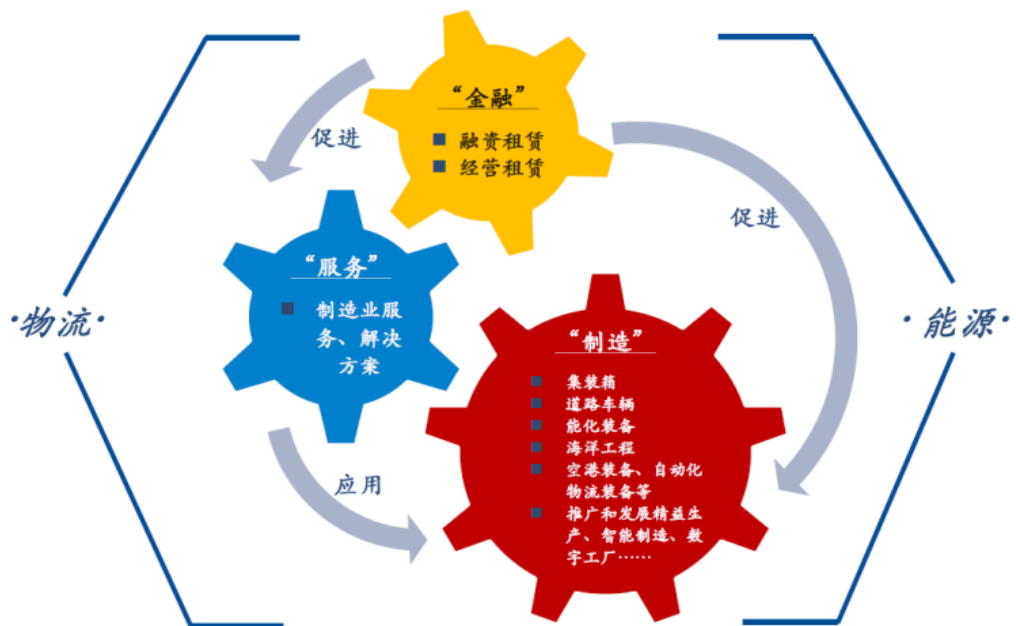 “金融”
融资租赁
经营租赁
促进
促进
“服务”
制造业服
务、解决
方案
·物流·
·能源·
“制造”
集装箱
道路车辆
能化装备
海洋工程
空港装备、自动化
物流装备等
推广和发展精益生
产、智能制造、数
字工厂……
应用